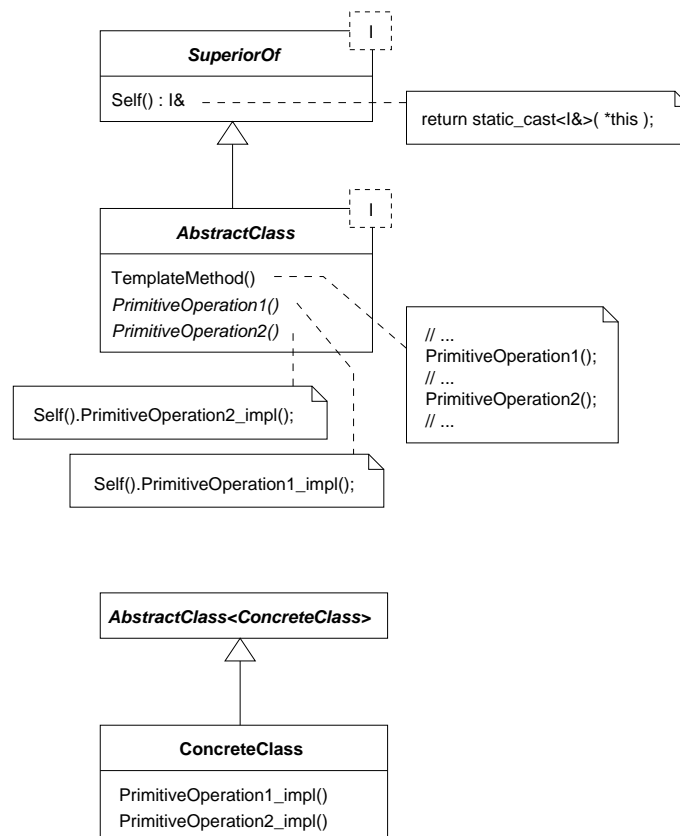 I
SuperiorOf
Self() : I&
return static_cast<I&>( *this );
I
AbstractClass
TemplateMethod()
PrimitiveOperation1()
PrimitiveOperation2()
// ...
PrimitiveOperation1();
// ...
PrimitiveOperation2();
// ...
Self().PrimitiveOperation2_impl();
Self().PrimitiveOperation1_impl();
AbstractClass<ConcreteClass>
ConcreteClass
PrimitiveOperation1_impl()
PrimitiveOperation2_impl()